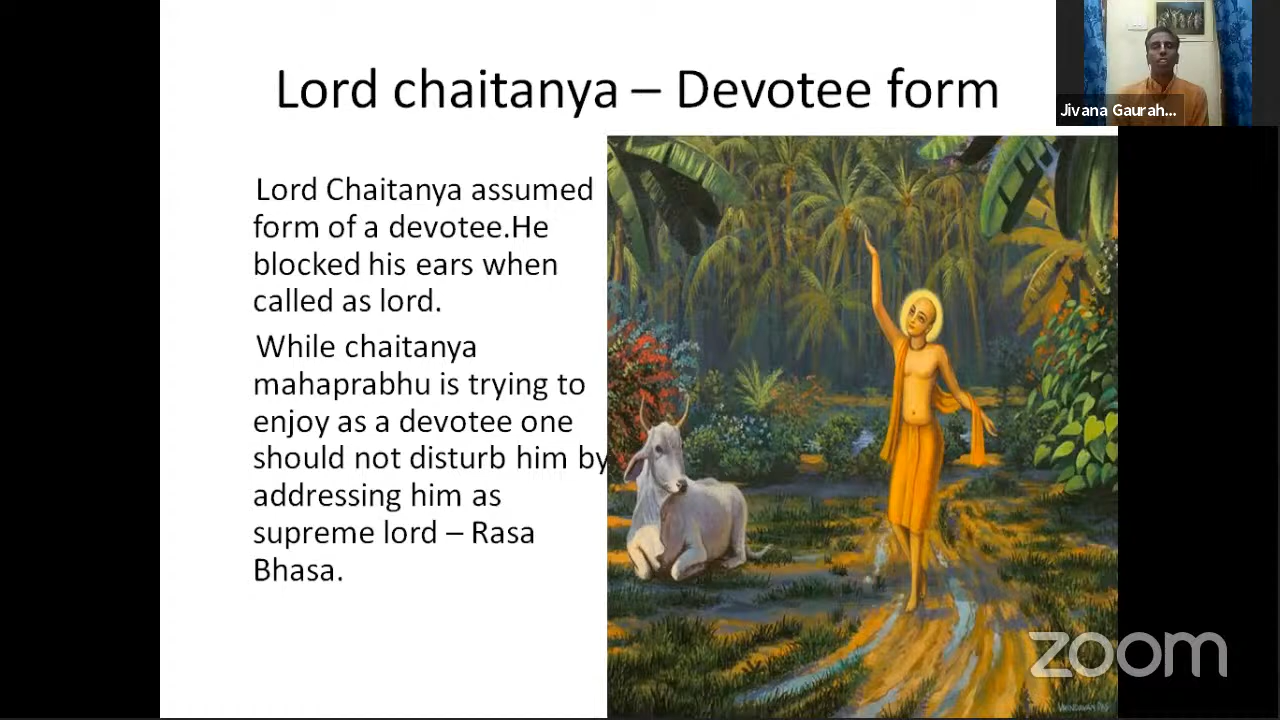 Lord chaitanya – Devotee form
Jivana Gaurah...
Lord Chaitanya assumed
form of a devotee.He
blocked his ears when
called as lord.
While chaitanya
mahaprabhu is trying to
enjoy as a devotee one
should not disturb him by
addressing him as
supreme lord – Rasa
Bhasa.
zoom